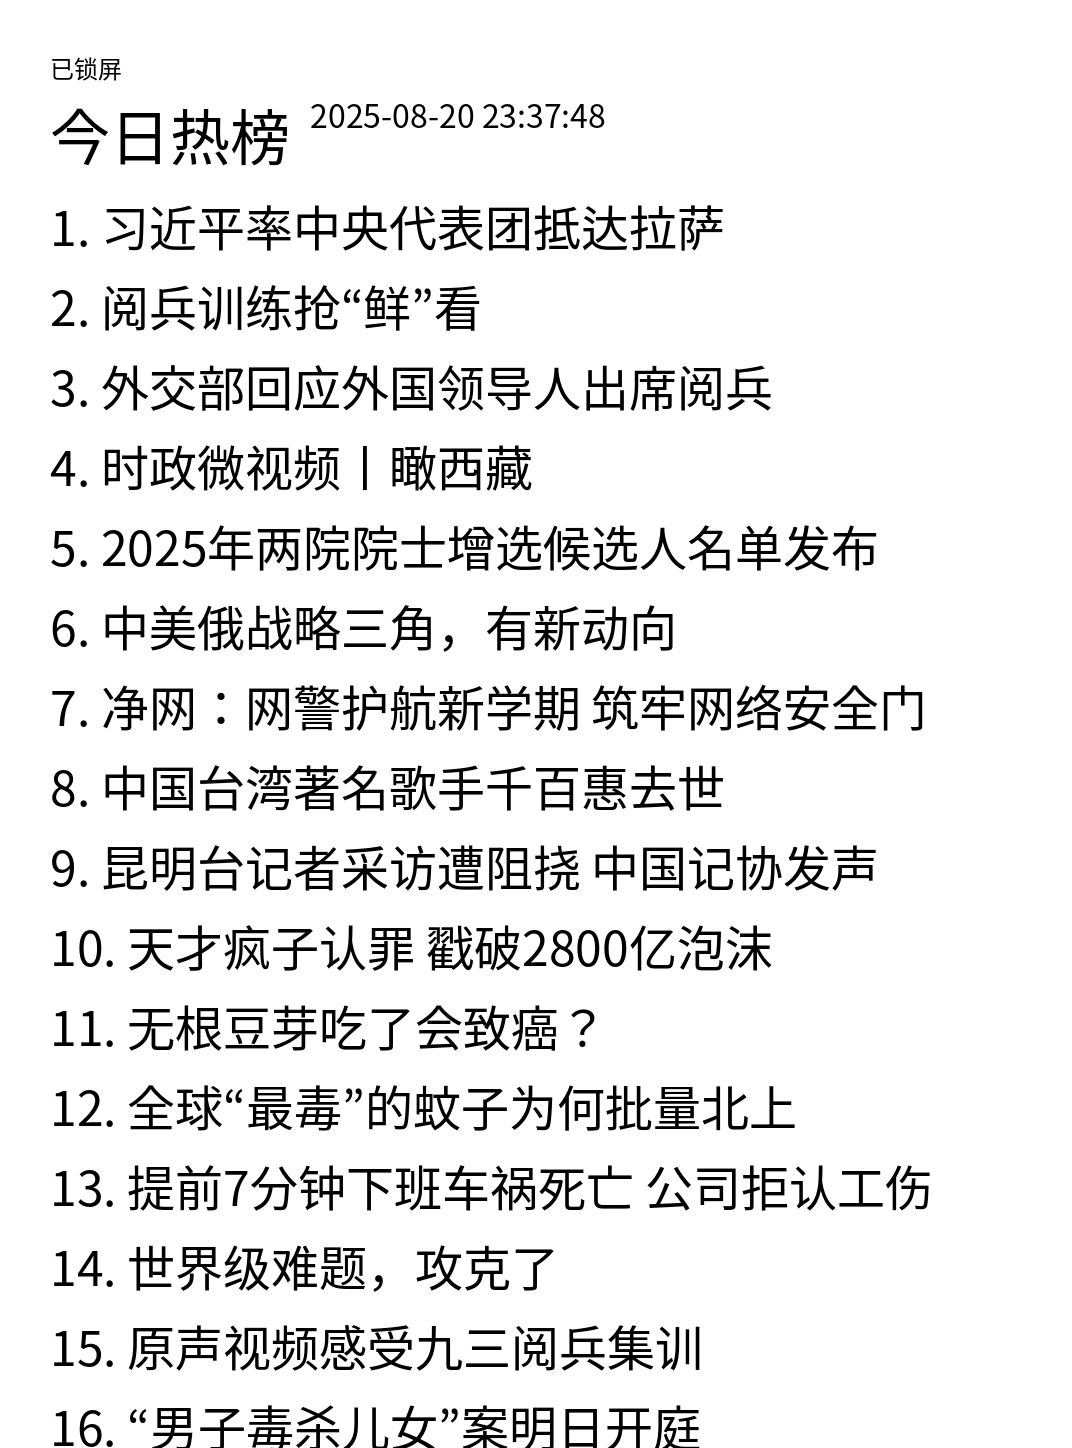 已锁屏
今日热榜 2025-08-20 23:37:48
1. 习近平率中央代表团抵达拉萨
2. 阅兵训练抢“鲜”看
3. 外交部回应外国领导人出席阅兵
4. 时政微视频丨瞰西藏
5. 2025年两院院士增选候选人名单发布
6. 中美俄战略三角，有新动向
7. 净网：网警护航新学期 筑牢网络安全门
8. 中国台湾著名歌手千百惠去世
9. 昆明台记者采访遭阻挠 中国记协发声
10. 天才疯子认罪 戳破2800亿泡沫
11. 无根豆芽吃了会致癌？
12. 全球“最毒”的蚊子为何批量北上
13. 提前7分钟下班车祸死亡 公司拒认工伤
14. 世界级难题，攻克了
15. 原声视频感受九三阅兵集训
16. “男子毒杀儿女”案明日开庭